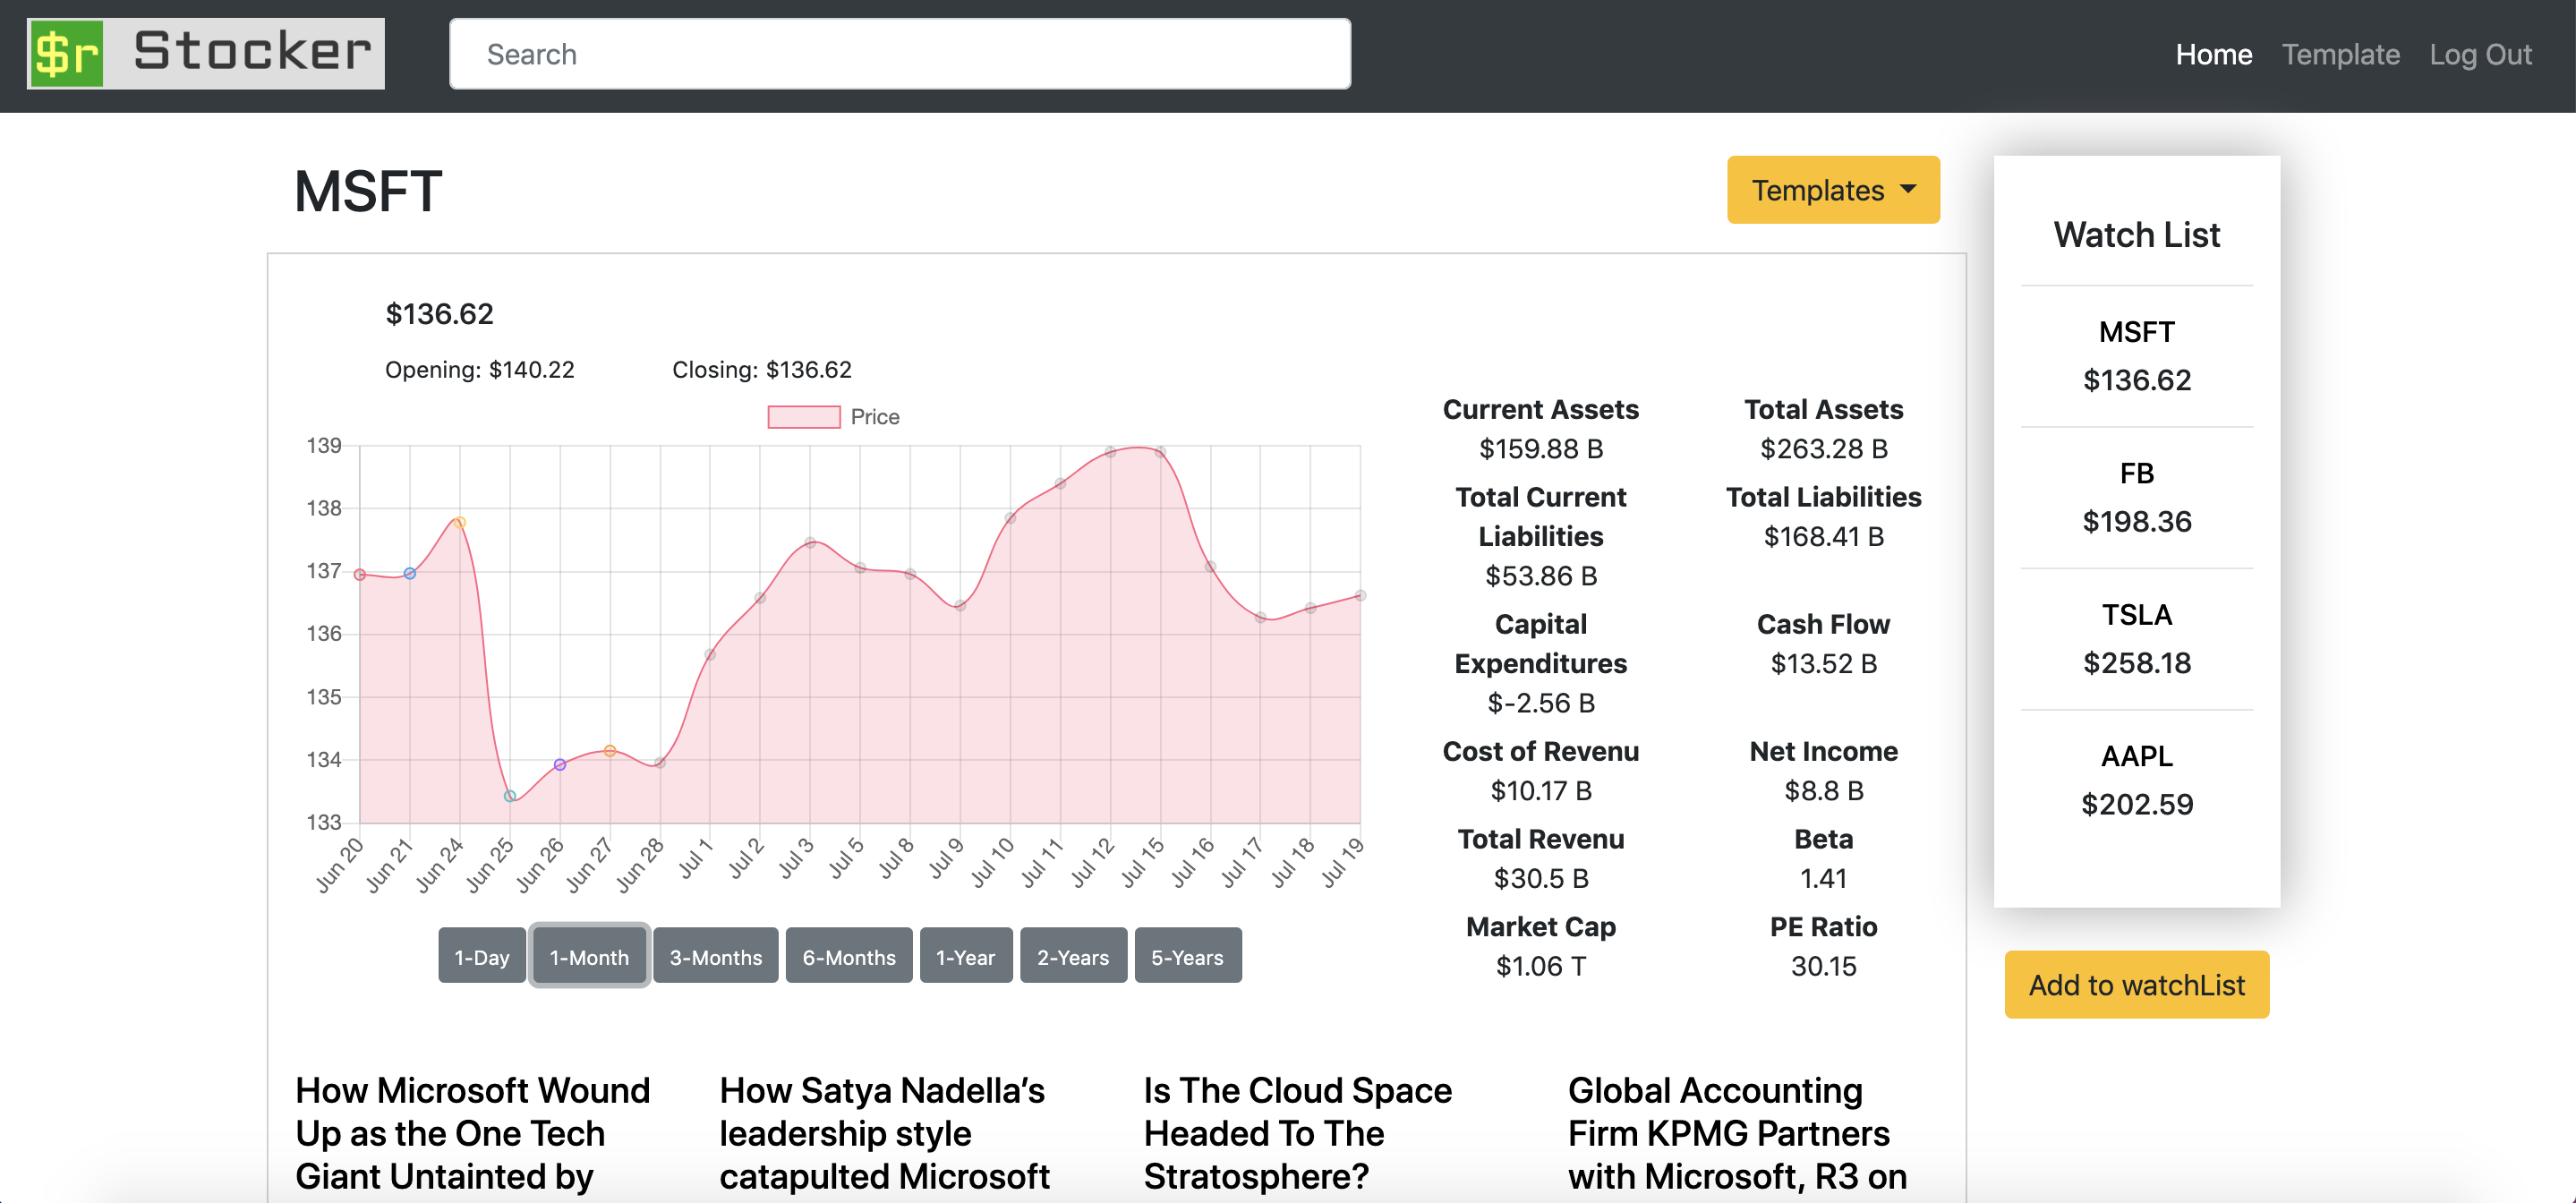 $r Stocker
Search
Home Template Log Out
MSFT
Templates
$136.62
Opening: $140.22 Closing: $136.62
Price
139
138
137
136
135
134
133
Jun 20 Jun 21 Jun 24 Jun 25 Jun 26 Jun 27 Jun 28 Jul 1 Jul 2 Jul 3 Jul 5 Jul 8 Jul 9 Jul 10 Jul 11 Jul 12 Jul 15 Jul 16 Jul 17 Jul 18 Jul 19
1-Day 1-Month 3-Months 6-Months 1-Year 2-Years 5-Years
Current Assets
$159.88 B
Total Assets
$263.28 B
Total Current
Liabilities
$53.86 B
Total Liabilities
$168.41 B
Capital
Expenditures
$-2.56 B
Cash Flow
$13.52 B
Cost of Revenu
$10.17 B
Net Income
$8.8 B
Total Revenu
$30.5 B
Beta
1.41
Market Cap
$1.06 T
PE Ratio
30.15
Watch List
MSFT
$136.62
FB
$198.36
TSLA
$258.18
AAPL
$202.59
Add to watchList
How Microsoft Wound
Up as the One Tech
Giant Untainted by
How Satya Nadella’s
leadership style
catapulted Microsoft
Is The Cloud Space
Headed To The
Stratosphere?
Global Accounting
Firm KPMG Partners
with Microsoft, R3 on